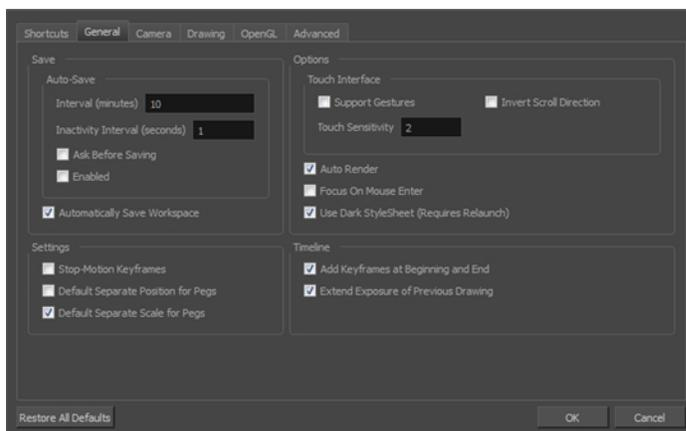 Shortcuts General Camera Drawing OpenGL Advanced
Save
Auto-Save
Interval (minutes) 10
Inactivity Interval (seconds) 1
Ask Before Saving
Enabled
Automatically Save Workspace
Options
Touch Interface
Support Gestures Invert Scroll Direction
Touch Sensitivity 2
Auto Render
Focus On Mouse Enter
Use Dark StyleSheet (Requires Relaunch)
Settings
Stop-Motion Keyframes
Default Separate Position for Pegs
Default Separate Scale for Pegs
Timeline
Add Keyframes at Beginning and End
Extend Exposure of Previous Drawing
Restore All Defaults OK Cancel